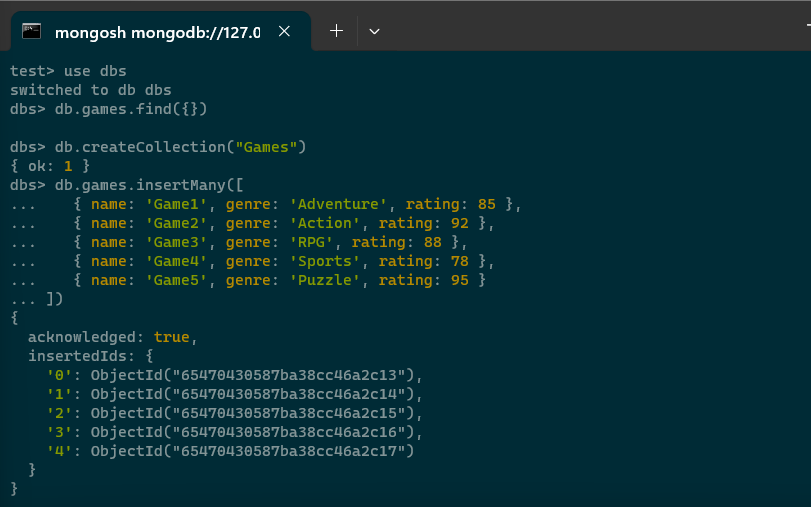 mongosh mongodb://127.0
test> use dbs
switched to db dbs
dbs> db.games.find({})
dbs> db.createCollection("Games")
{ ok: 1 }
dbs> db.games.insertMany([
...    { name: 'Game1', genre: 'Adventure', rating: 85 },
...    { name: 'Game2', genre: 'Action', rating: 92 },
...    { name: 'Game3', genre: 'RPG', rating: 88 },
...    { name: 'Game4', genre: 'Sports', rating: 78 },
...    { name: 'Game5', genre: 'Puzzle', rating: 95 }
... ])
{
  acknowledged: true,
  insertedIds: {
    '0': ObjectId("65470430587ba38cc46a2c13"),
    '1': ObjectId("65470430587ba38cc46a2c14"),
    '2': ObjectId("65470430587ba38cc46a2c15"),
    '3': ObjectId("65470430587ba38cc46a2c16"),
    '4': ObjectId("65470430587ba38cc46a2c17")
  }
}